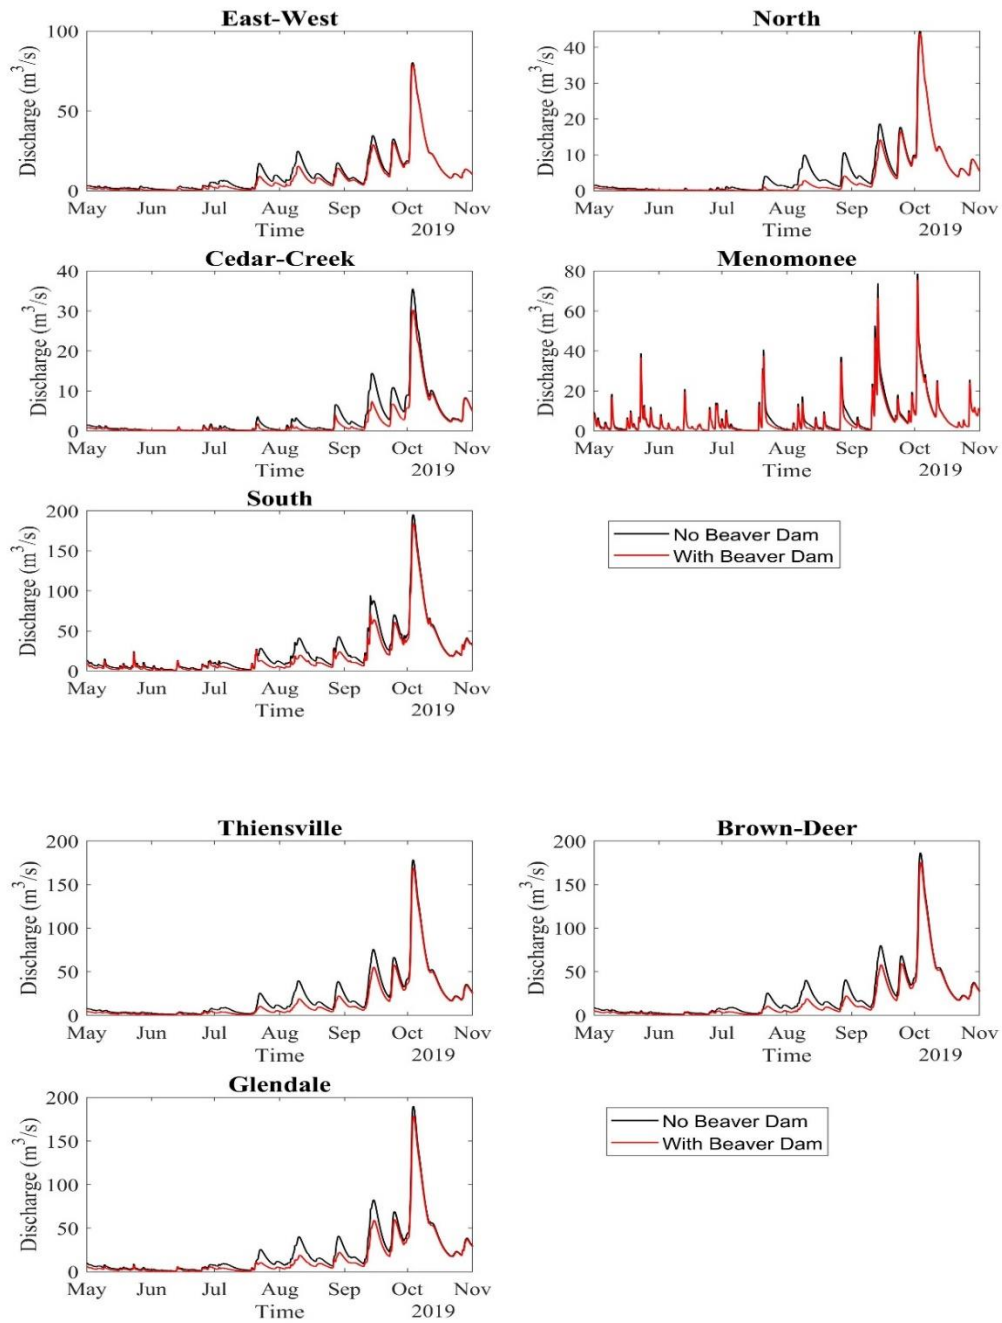 East-West
North
Discharge (m³/s)
100
50
0
May Jun Jul Aug Sep Oct Nov
Time
2019
Discharge (m³/s)
40
30
20
10
0
May Jun Jul Aug Sep Oct Nov
Time
2019
Cedar-Creek
Menomonee
Discharge (m³/s)
40
30
20
10
0
May Jun Jul Aug Sep Oct Nov
Time
2019
Discharge (m³/s)
80
60
40
20
0
May Jun Jul Aug Sep Oct Nov
Time
2019
South
Discharge (m³/s)
200
150
100
50
0
May Jun Jul Aug Sep Oct Nov
Time
2019
No Beaver Dam
With Beaver Dam
Thiensville
Brown-Deer
Discharge (m³/s)
200
150
100
50
0
May Jun Jul Aug Sep Oct Nov
Time
2019
Discharge (m³/s)
200
150
100
50
0
May Jun Jul Aug Sep Oct Nov
Time
2019
Glendale
Discharge (m³/s)
200
150
100
50
0
May Jun Jul Aug Sep Oct Nov
Time
2019
No Beaver Dam
With Beaver Dam